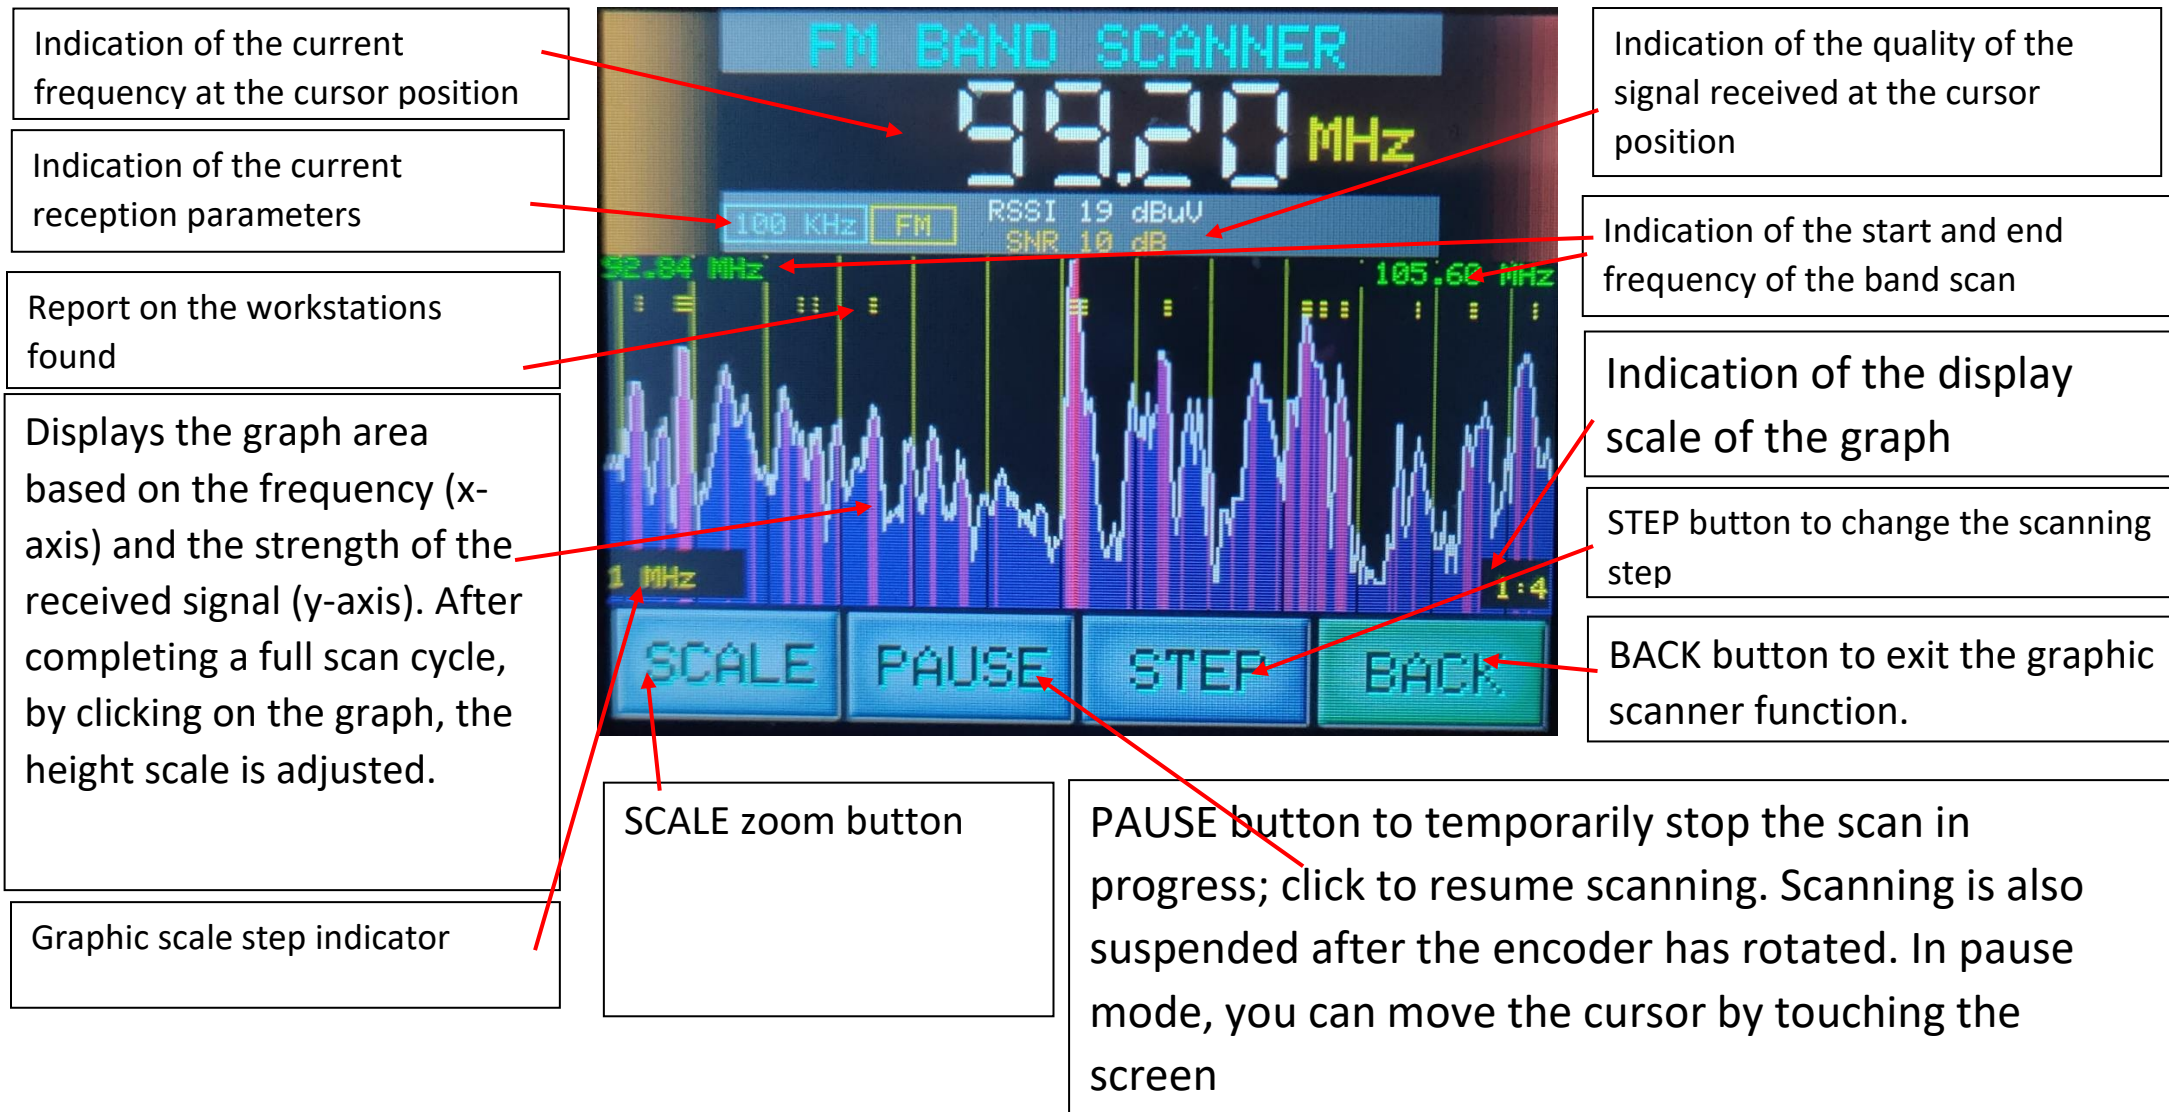 Indication of the current
frequency at the cursor position
Indication of the current
reception parameters
Report on the workstations
found
Displays the graph area
based on the frequency (x-
axis) and the strength of the
received signal (y-axis). After
completing a full scan cycle,
by clicking on the graph, the
height scale is adjusted.
Graphic scale step indicator
FM BAND SCANNER
99.20 MHz
100 KHz FM RSSI 19 dBuV
SNR 10 dB
92.84 MHz 105.60 MHz
1 MHz 1:4
SCALE PAUSE STEP BACK
SCALE zoom button
PAUSE button to temporarily stop the scan in
progress; click to resume scanning. Scanning is also
suspended after the encoder has rotated. In pause
mode, you can move the cursor by touching the
screen
Indication of the quality of the
signal received at the cursor
position
Indication of the start and end
frequency of the band scan
Indication of the display
scale of the graph
STEP button to change the scanning
step
BACK button to exit the graphic
scanner function.